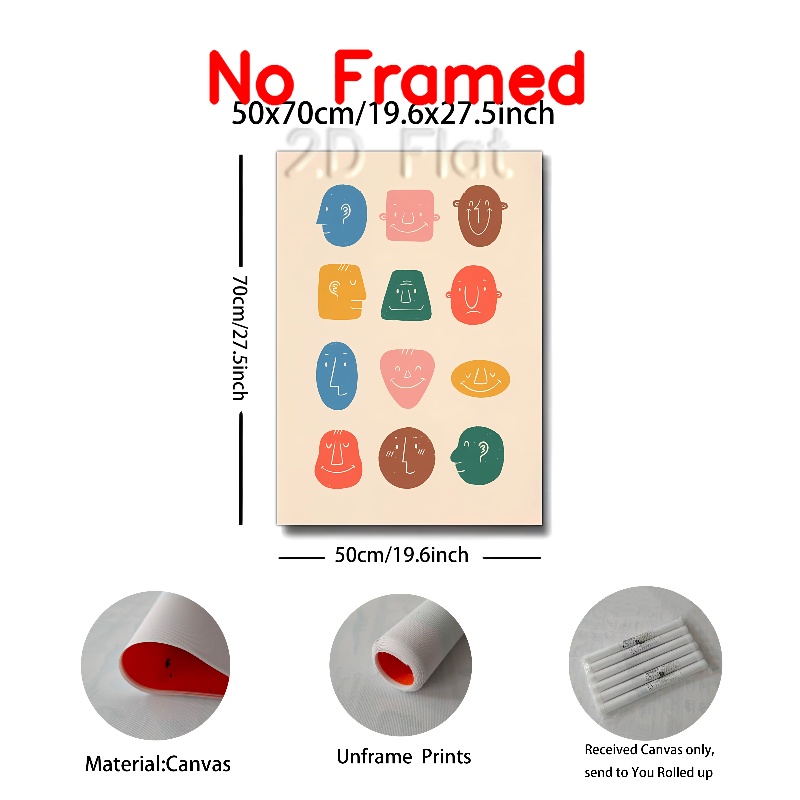 No Framed
50x70cm/19.6x27.5inch
2D Flat
70cm/27.5inch
50cm/19.6inch
Material:Canvas
Unframe Prints
Received Canvas only,
send to You Rolled up